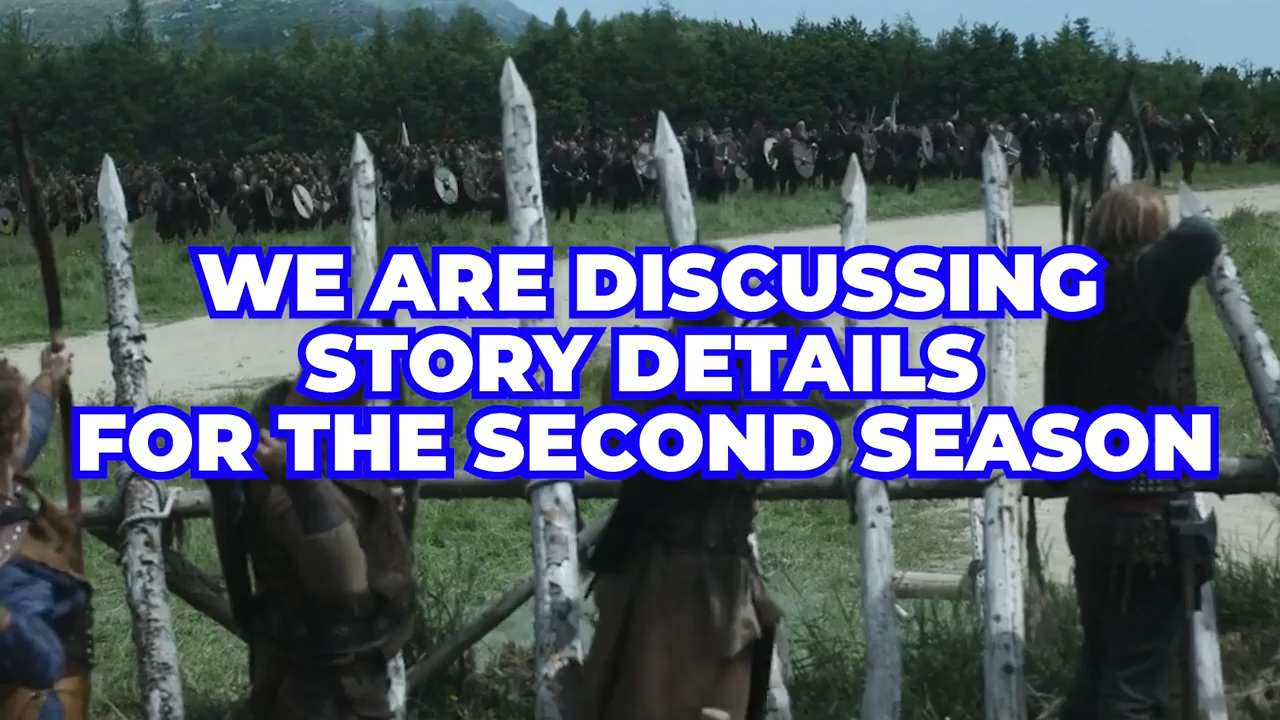 WE ARE DISCUSSING
STORY DETAILS
FOR THE SECOND SEASON